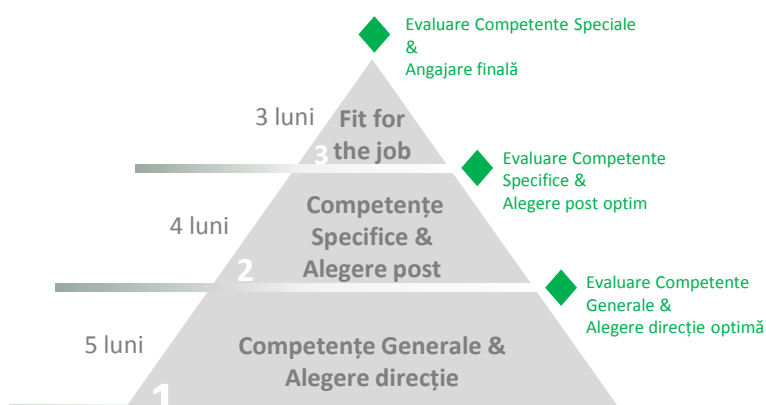 Evaluare Competente Speciale
&
Angajare finală
3 luni
Fit for
3 the job
Evaluare Competente
Specifice &
Alegere post optim
4 luni
Competențe
Specifice &
2 Alegere post
Evaluare Competente
Generale &
Alegere direcție optimă
5 luni
Competențe Generale &
Alegere direcție
1